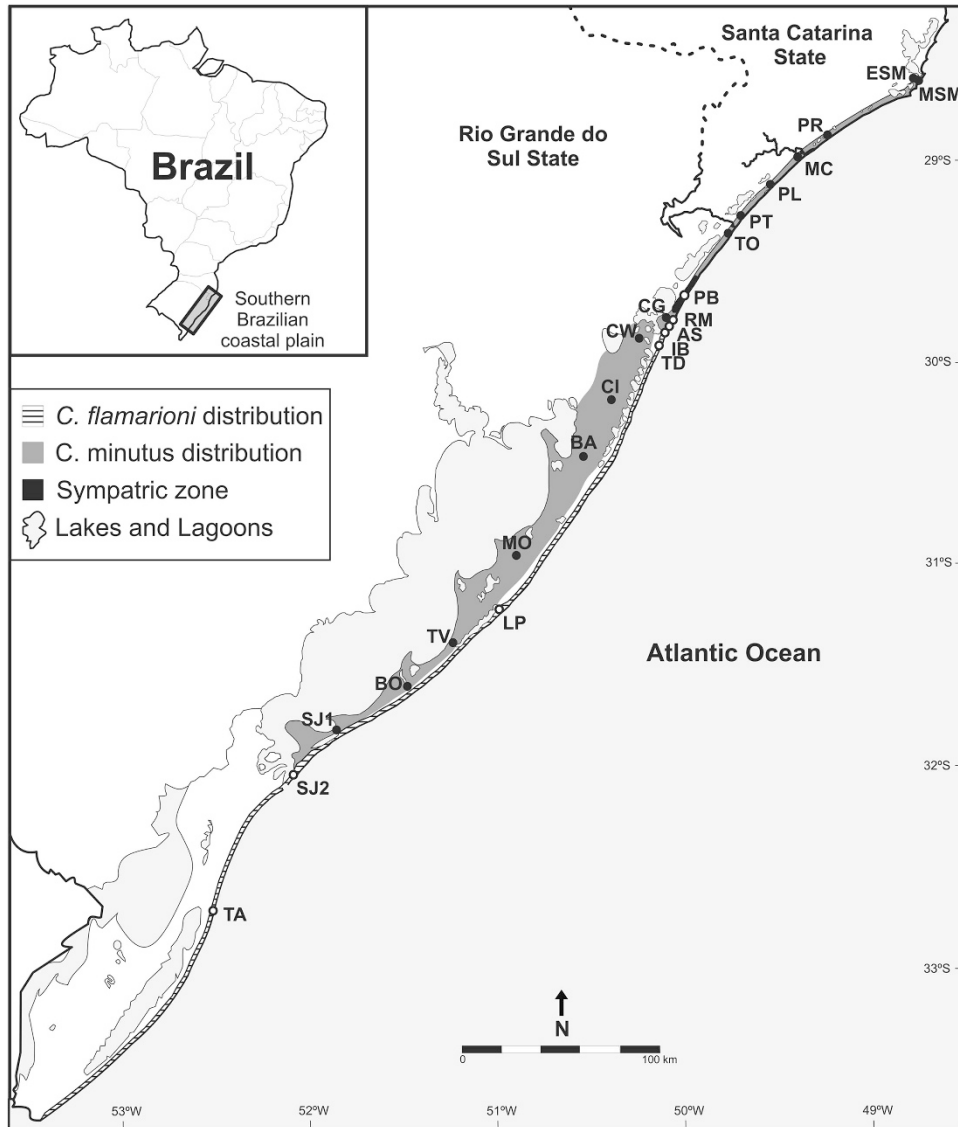 Brazil
Southern
Brazilian
coastal plain
Santa Catarina
State
Rio Grande do
Sul State
ESM
MSM
PR
MC
PL
PT
TO
PB
CG
RM
AS
CW
IB
TD
CI
BA
MO
LP
TV
BO
SJ1
SJ2
TA
C. flamarioni distribution
C. minutus distribution
Sympatric zone
Lakes and Lagoons
Atlantic Ocean
29ºS
30ºS
31ºS
32ºS
33ºS
N
0
100 km
53ºW
52ºW
51ºW
50ºW
49ºW